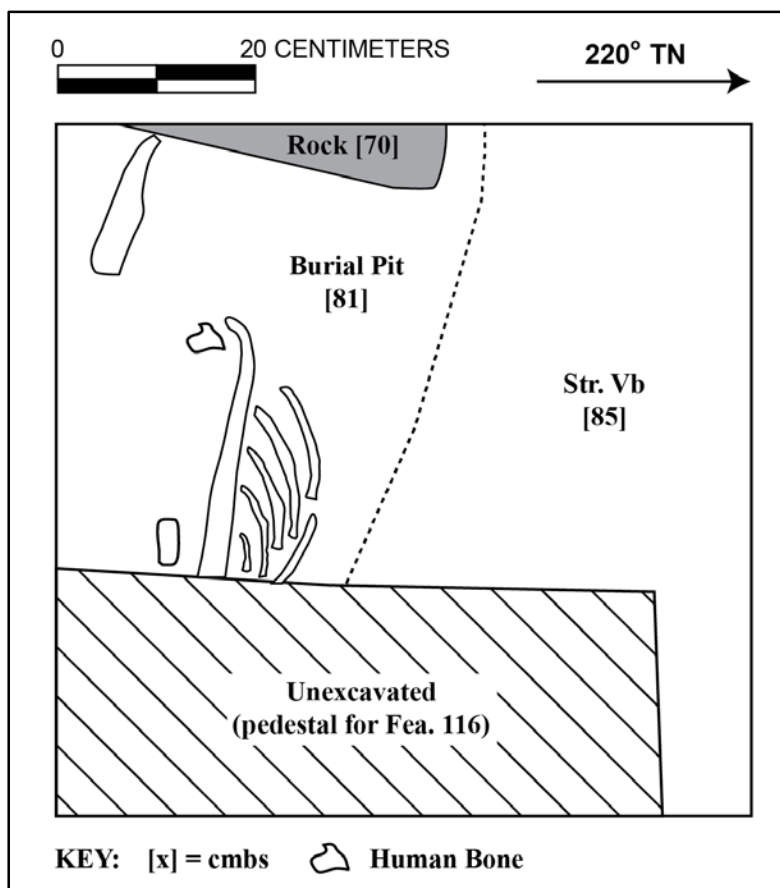 0 20 CENTIMETERS
220° TN
Rock [70]
Burial Pit
[81]
Str. Vb
[85]
Unexcavated
(pedestal for Fea. 116)
KEY: [x] = cmbs Human Bone